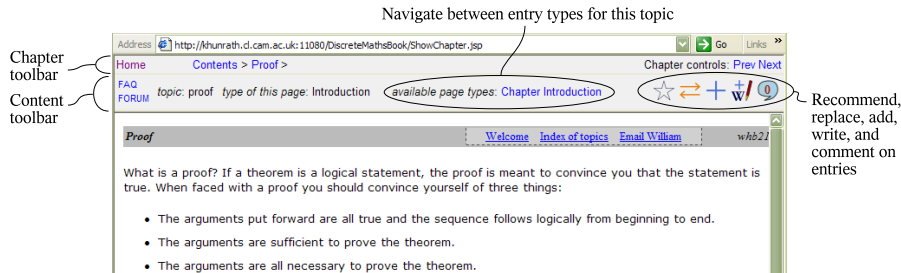 Navigate between entry types for this topic
Address http://khunrath.cl.cam.ac.uk:11080/DiscreteMathsBook/ShowChapter.jsp Go Links »
Chapter toolbar
Home Contents > Proof > Chapter controls: Prev Next
Content toolbar
FAQ
FORUM
topic: proof type of this page: Introduction available page types: Chapter Introduction
W 0
Recommend,
replace, add,
write, and
comment on
entries
Proof Welcome Index of topics Email William whb21
What is a proof? If a theorem is a logical statement, the proof is meant to convince you that the statement is
true. When faced with a proof you should convince yourself of three things:
• The arguments put forward are all true and the sequence follows logically from beginning to end.
• The arguments are sufficient to prove the theorem.
• The arguments are all necessary to prove the theorem.